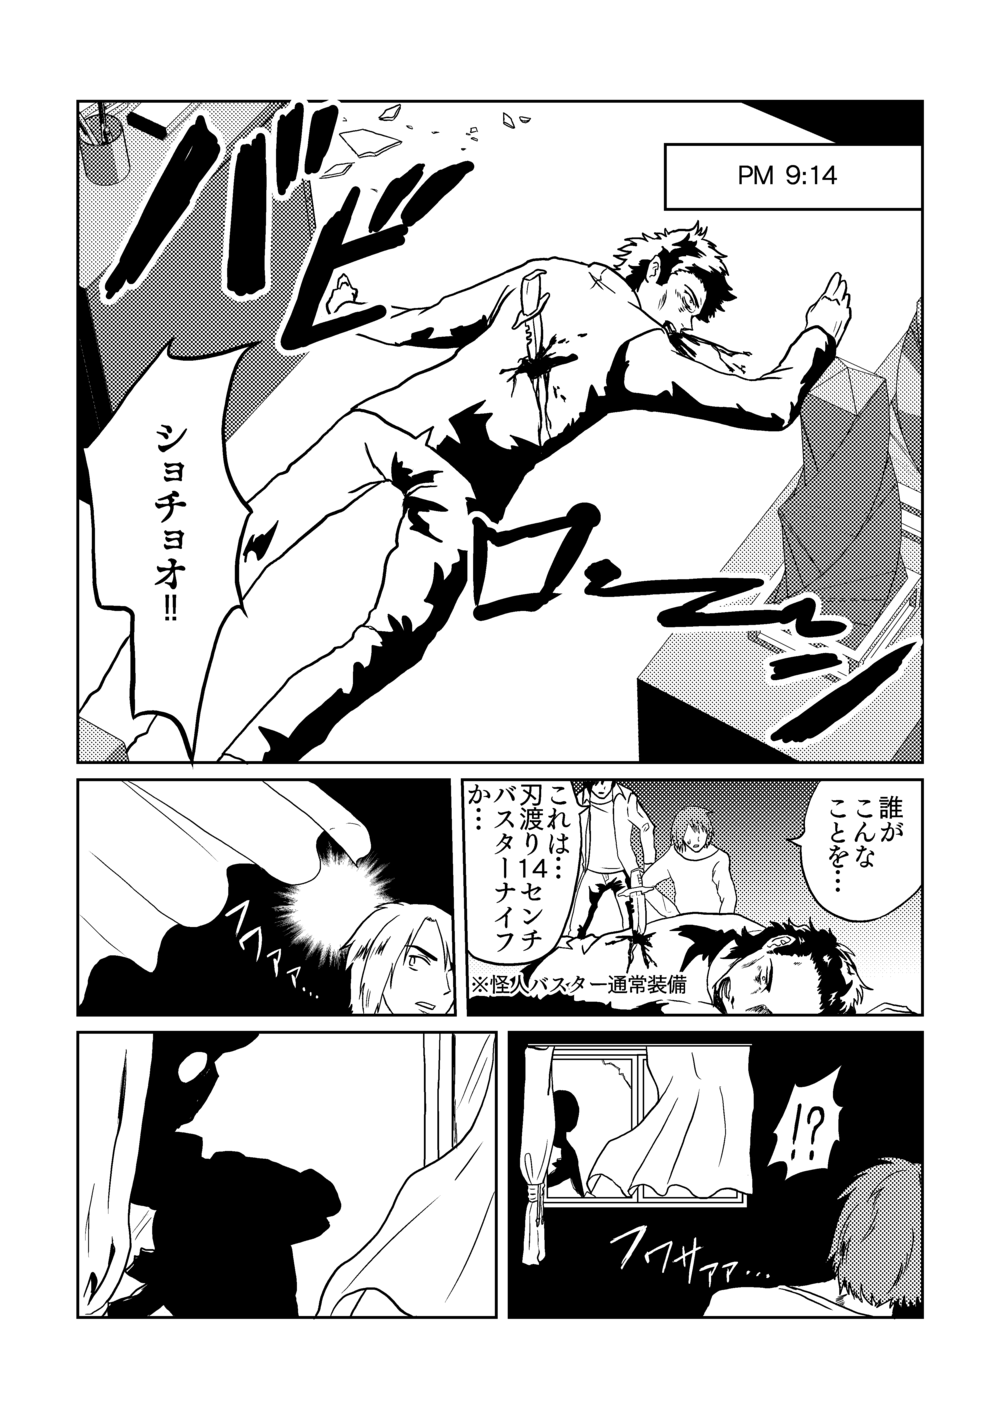 PM 9:14
バビローン
ショチョオ!!
誰が
こんな
ことを…
これは…
刃渡り14センチ
バスターナイフ
か…
※怪人バスター通常装備
ファァ…
!?
フワサァァ…